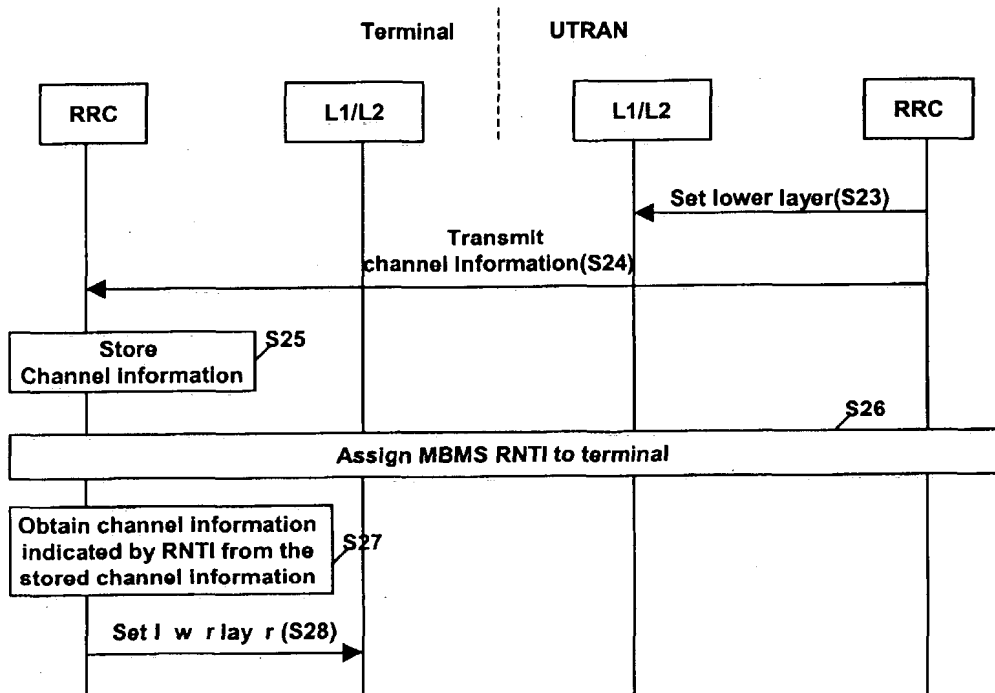 Terminal UTRAN
RRC L1/L2 L1/L2 RRC
Set lower layer(S23)
Transmit
channel information(S24)
Store
Channel information
S25
S26
Assign MBMS RNTI to terminal
Obtain channel information
indicated by RNTI from the
stored channel information
S27
Set l w r lay r (S28)